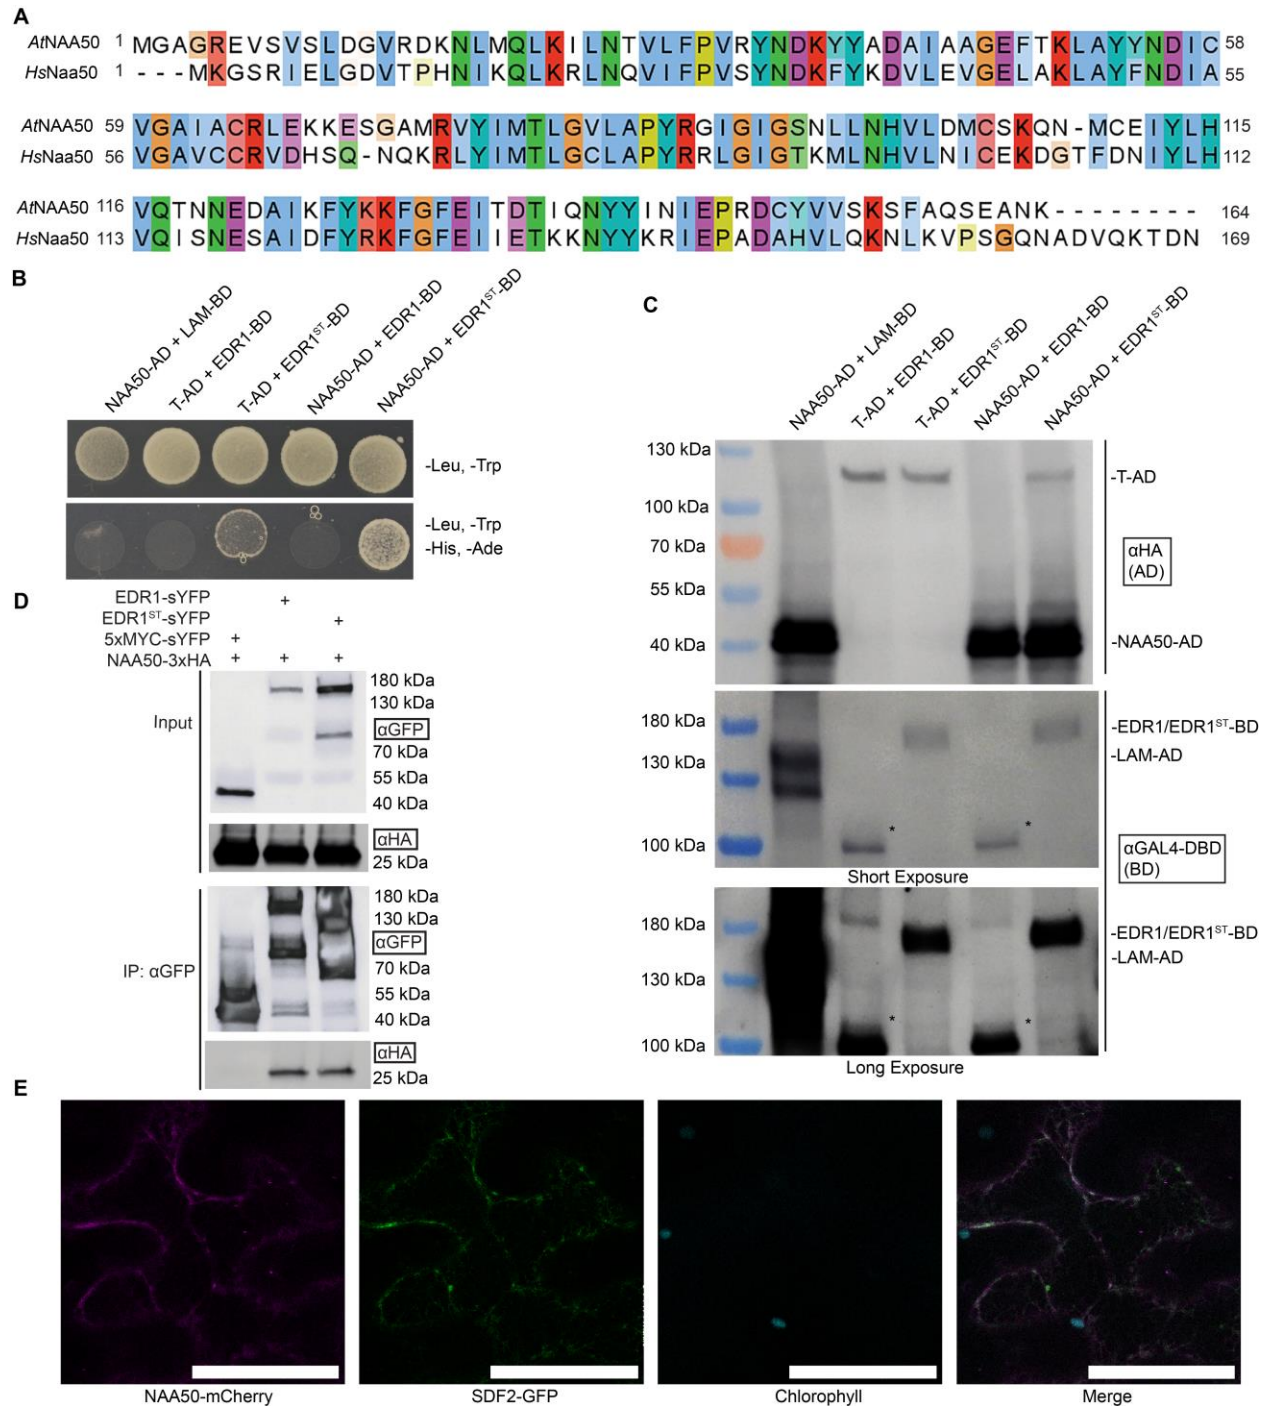 A
AtNAA50 1 MGAGREVSVSLDGVRDKNLMQLKILNTVLFPVRYNDKYYADAIAAGEFTKLAYYNDIC 58
HsNaa50 1 ---MKGSRIELGDVTPHNIKQLKRLNQVIFPVSYNDKFYKDVLEVGELAKLAYFNDIA 55
AtNAA50 59 VGAIACRLEKKESGAMRVYIMTLGVLAPYRGIGIGSNLLNHVLDMCSKQN-MCEIYLH 115
HsNaa50 56 VGAVCCRVDHSQ-NQKRLYIMTLGCLAPYRRLGIGTKMLNHVLNICEKDGTFDNIYLH 112
AtNAA50 116 VQTNNEDAIKFYKKFGFEITDTIQNYYINIEPRDCYVVSKSFAQSEANK-------- 164
HsNaa50 113 VQISNESAIDFYRKFGFEIIETKKNYYKRIEPADAHVLQKNLKVPSGQNADVQKTDN 169
B
NAA50-AD + LAM-BD
T-AD + EDR1-BD
T-AD + EDR1ST-BD
NAA50-AD + EDR1-BD
NAA50-AD + EDR1ST-BD
-Leu, -Trp
-Leu, -Trp
-His, -Ade
C
NAA50-AD + LAM-BD
T-AD + EDR1-BD
T-AD + EDR1ST-BD
NAA50-AD + EDR1-BD
NAA50-AD + EDR1ST-BD
130 kDa
100 kDa
70 kDa
55 kDa
40 kDa
-T-AD
αHA
(AD)
-NAA50-AD
180 kDa
130 kDa
100 kDa
* *
-EDR1/EDR1ST-BD
-LAM-AD
αGAL4-DBD
(BD)
Short Exposure
180 kDa
130 kDa
100 kDa
* *
-EDR1/EDR1ST-BD
-LAM-AD
Long Exposure
D
EDR1-sYFP +
EDR1ST-sYFP +
5xMYC-sYFP +
NAA50-3xHA + + +
Input
180 kDa
130 kDa
αGFP
70 kDa
55 kDa
40 kDa
αHA
25 kDa
IP: αGFP
180 kDa
130 kDa
αGFP
70 kDa
55 kDa
40 kDa
αHA
25 kDa
E
NAA50-mCherry
SDF2-GFP
Chlorophyll
Merge